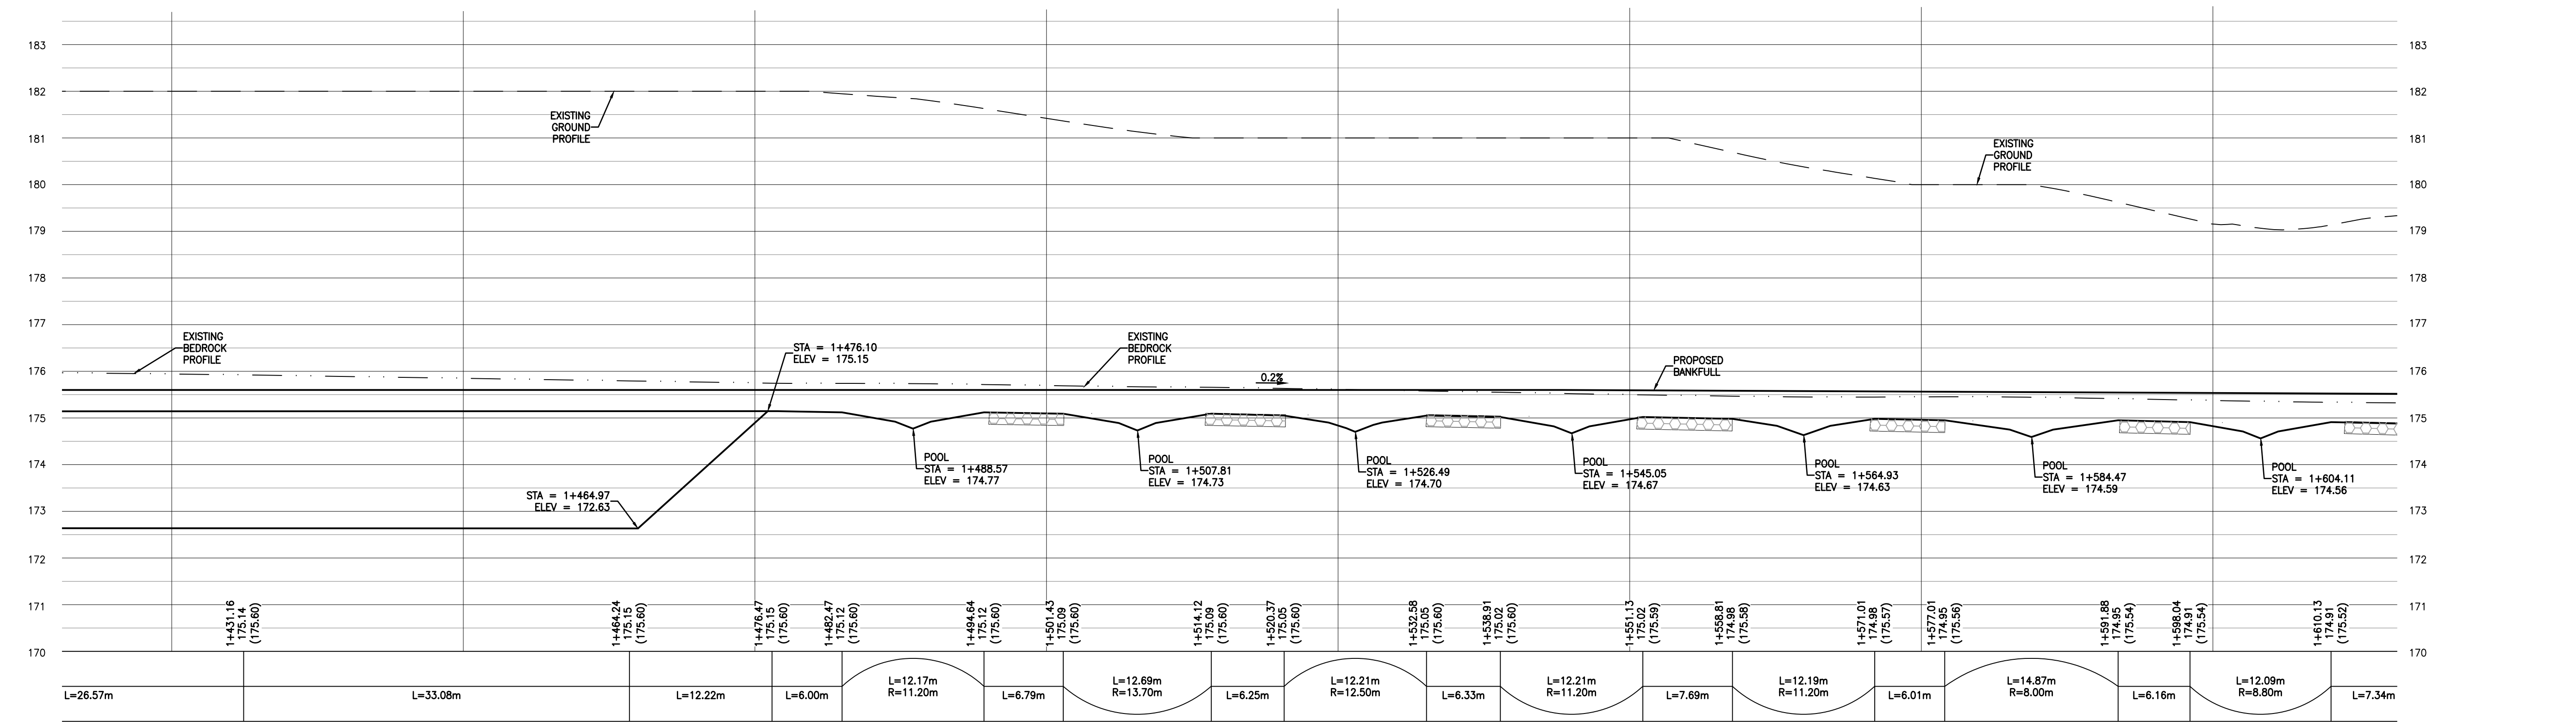 183
183
182
182
EXISTING
GROUND
PROFILE
181
181
EXISTING
GROUND
PROFILE
180
180
179
179
178
178
177
177
EXISTING
BEDROCK
PROFILE
STA = 1+476.10
ELEV = 175.15
EXISTING
BEDROCK
PROFILE
PROPOSED
BANKFULL
176
176
0.2%
175
175
174
174
POOL
STA = 1+488.57
ELEV = 174.77
POOL
STA = 1+507.81
ELEV = 174.73
POOL
STA = 1+526.49
ELEV = 174.70
POOL
STA = 1+545.05
ELEV = 174.67
POOL
STA = 1+564.93
ELEV = 174.63
POOL
STA = 1+584.47
ELEV = 174.59
POOL
STA = 1+604.11
ELEV = 174.56
STA = 1+464.97
ELEV = 172.63
173
173
172
172
171
171
1+431.16
175.14
(175.60)
1+464.24
175.15
(175.60)
1+476.47
175.15
(175.60)
1+482.47
175.12
(175.60)
1+494.64
175.12
(175.60)
1+501.43
175.09
(175.60)
1+514.12
175.09
(175.60)
1+520.37
175.05
(175.60)
1+532.58
175.05
(175.60)
1+538.91
175.02
(175.60)
1+551.13
175.02
(175.59)
1+558.81
174.98
(175.58)
1+571.01
174.98
(175.57)
1+577.01
174.95
(175.56)
1+591.88
174.95
(175.54)
1+598.04
174.91
(175.54)
1+610.13
174.91
(175.52)
170
170
L=26.57m
L=33.08m
L=12.22m
L=6.00m
L=12.17m
R=11.20m
L=6.79m
L=12.69m
R=13.70m
L=6.25m
L=12.21m
R=12.50m
L=6.33m
L=12.21m
R=11.20m
L=7.69m
L=12.19m
R=11.20m
L=6.01m
L=14.87m
R=8.00m
L=6.16m
L=12.09m
R=8.80m
L=7.34m